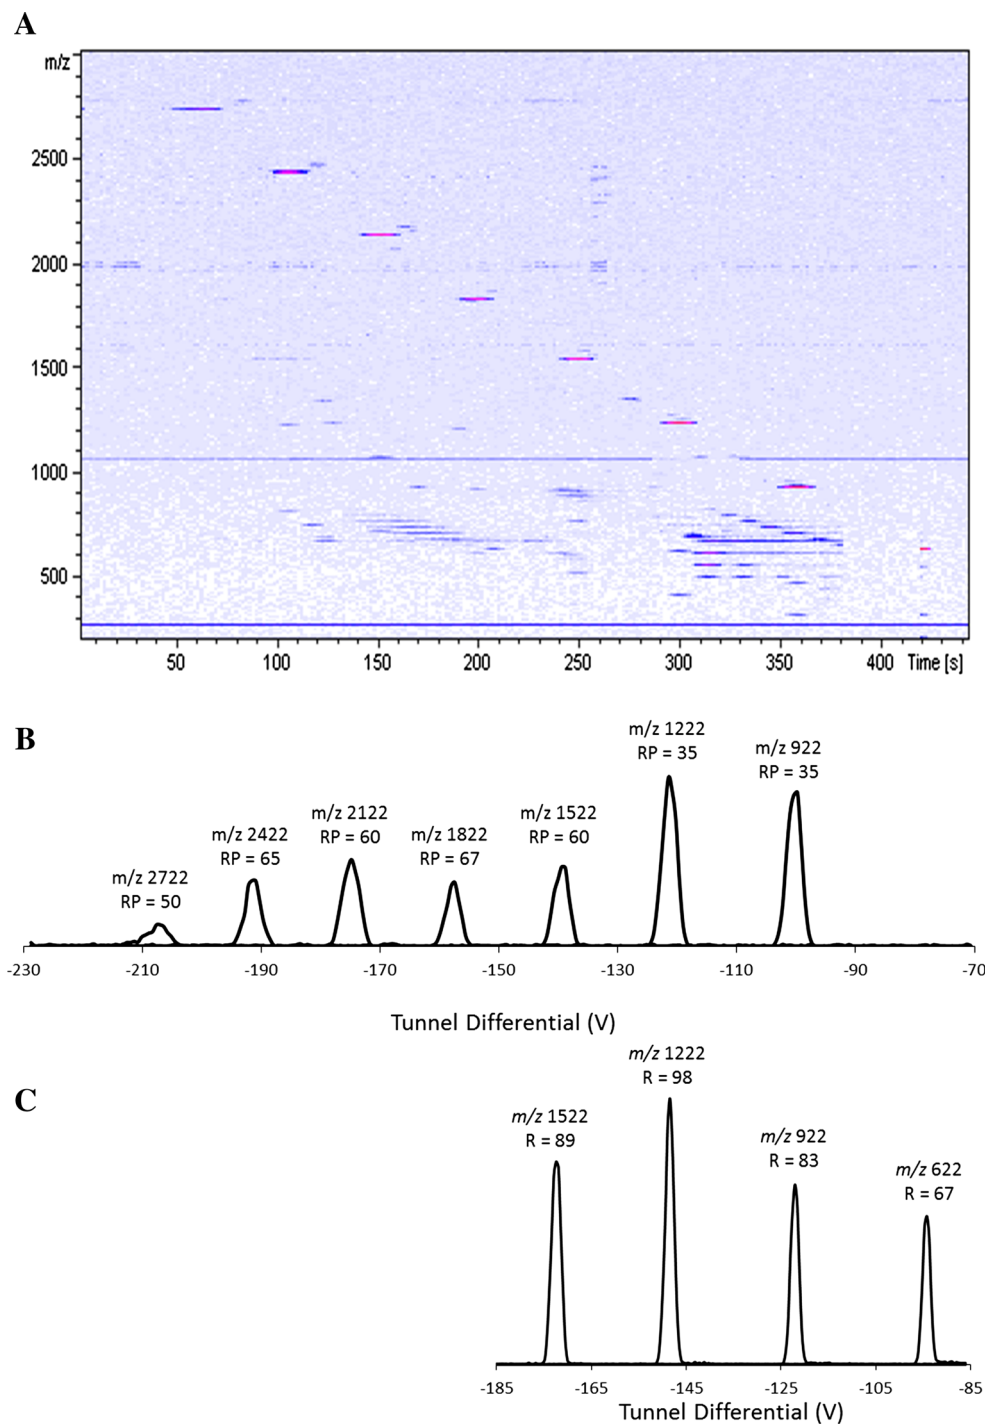 A
m/z
2500
2000
1500
1000
500
50 100 150 200 250 300 350 400 Time [s]
B
m/z 1222
RP = 35
m/z 922
RP = 35
m/z 2122
RP = 60
m/z 1522
RP = 60
m/z 2422
RP = 65
m/z 1822
RP = 67
m/z 2722
RP = 50
-230 -210 -190 -170 -150 -130 -110 -90 -70
Tunnel Differential (V)
C
m/z 1222
R = 98
m/z 1522
R = 89
m/z 922
R = 83
m/z 622
R = 67
-185 -165 -145 -125 -105 -85
Tunnel Differential (V)